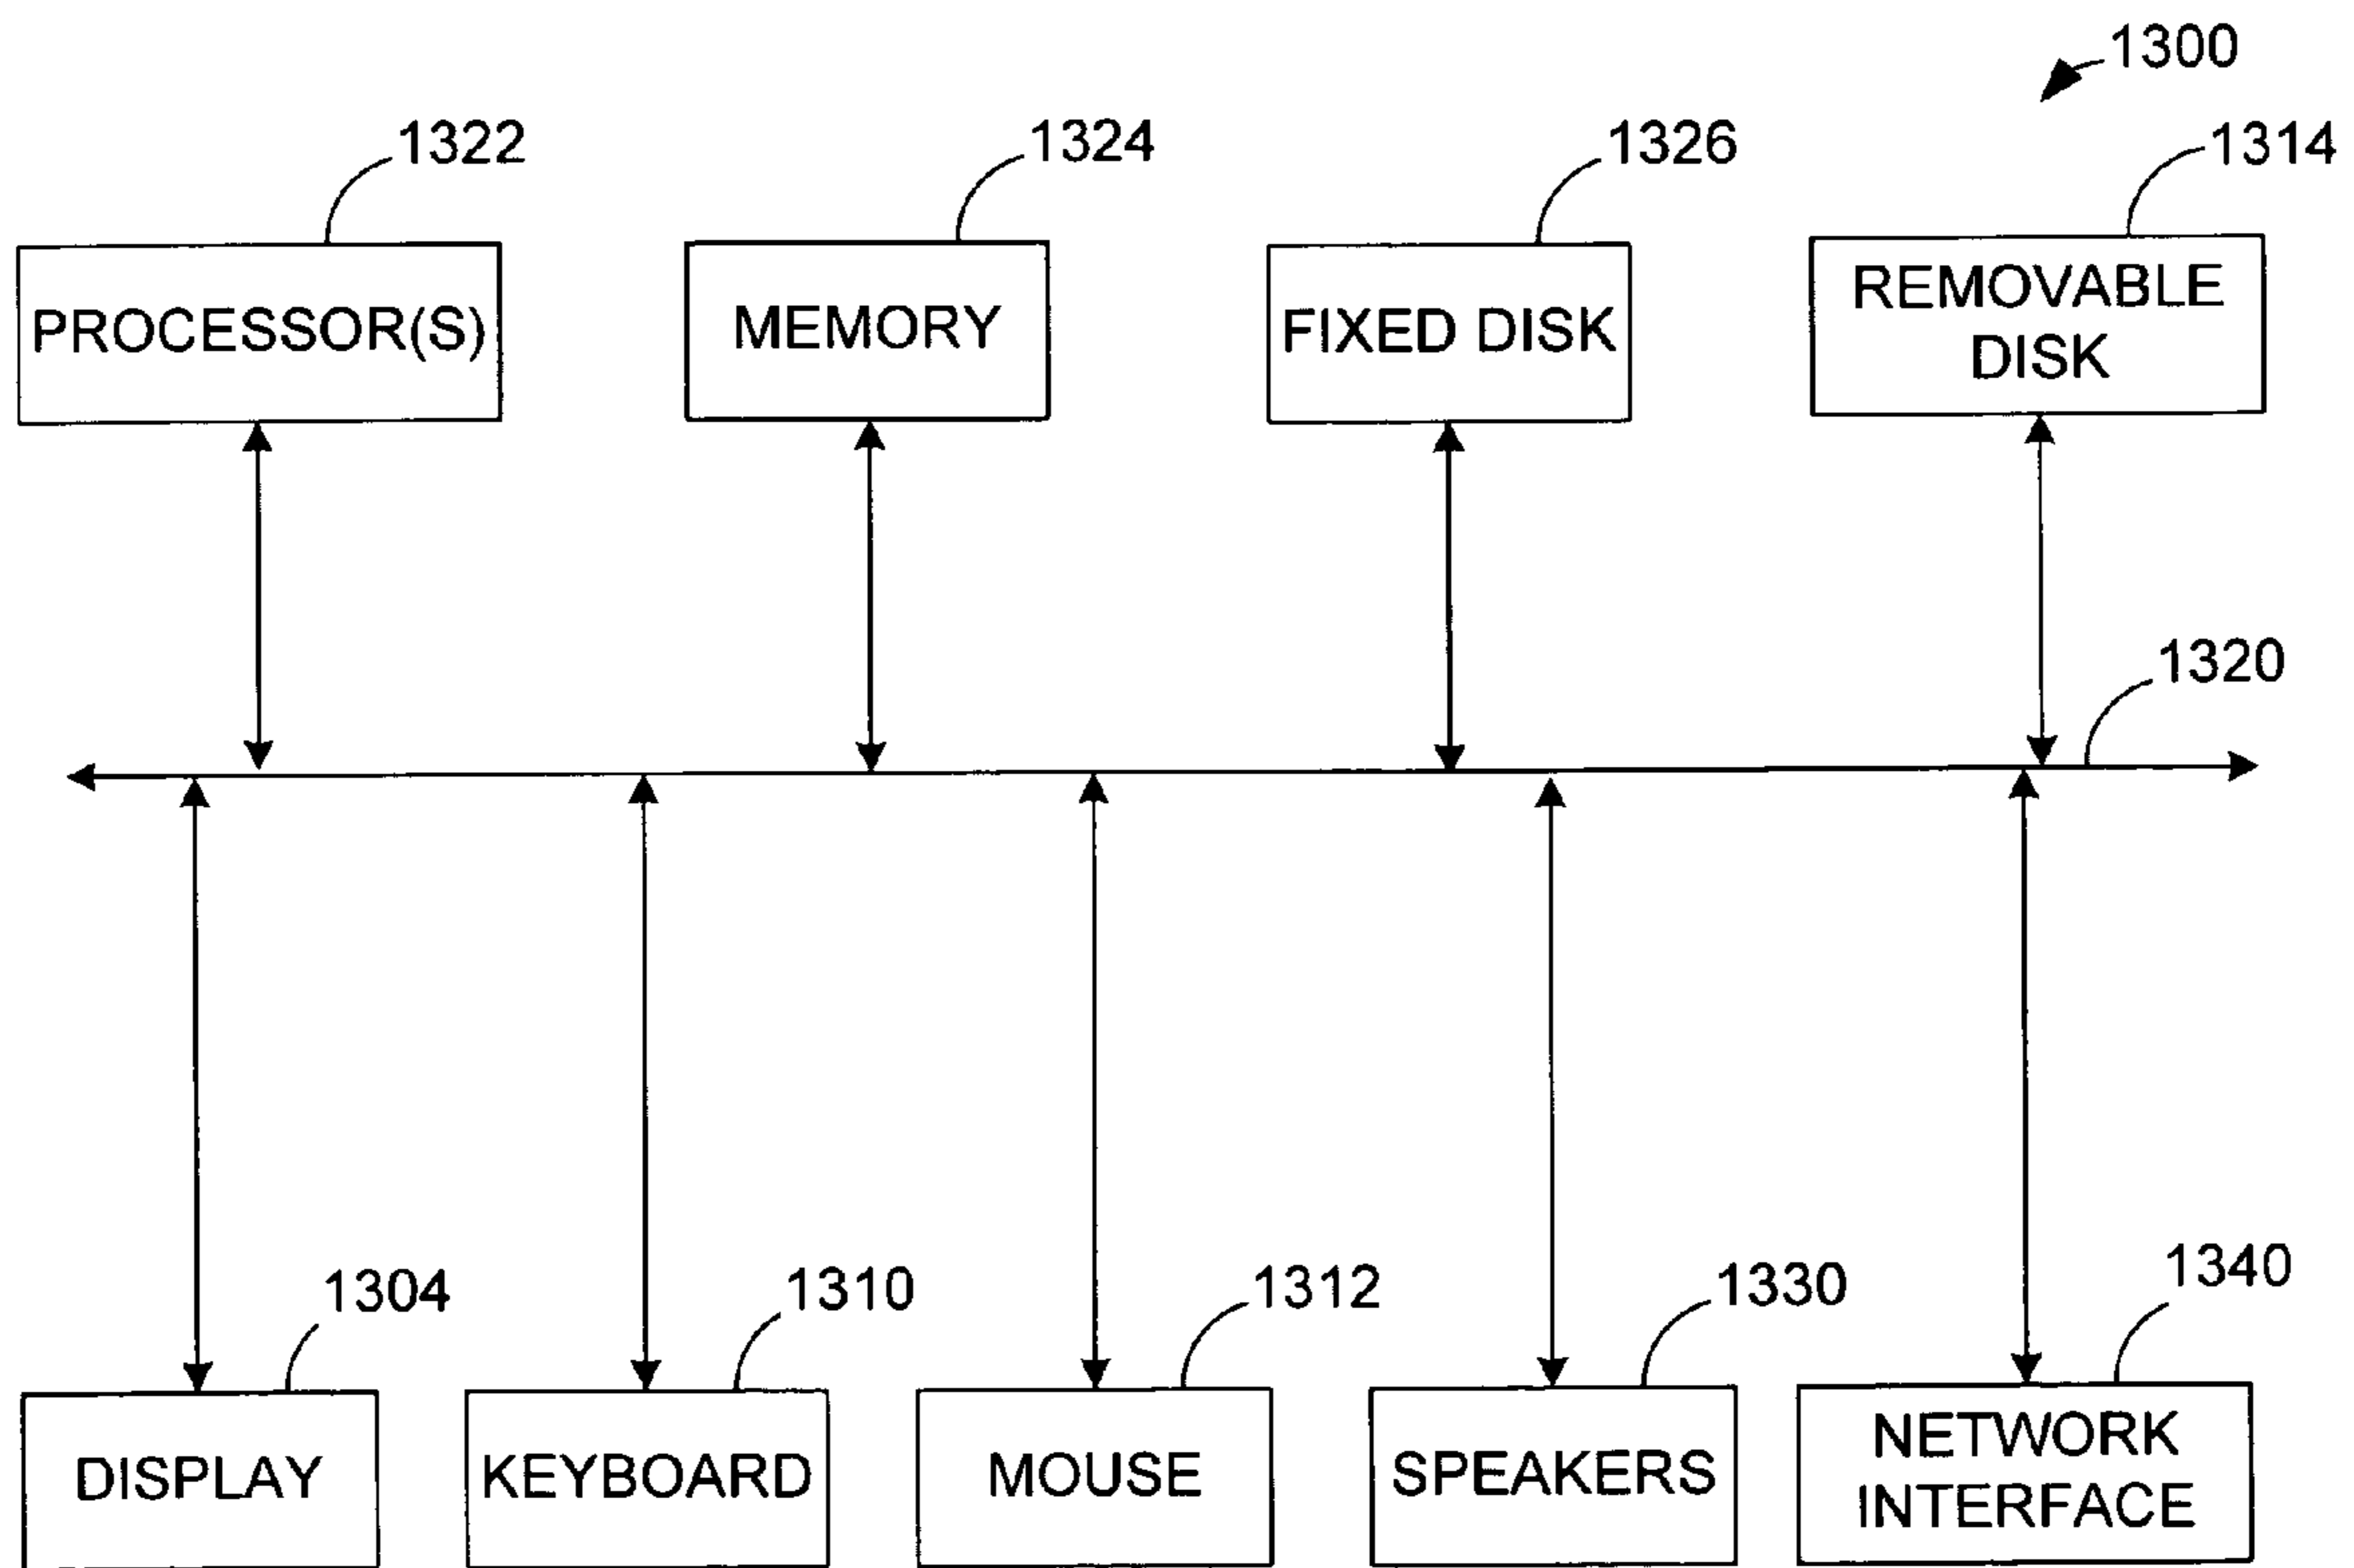 1300
1322
1324
1326
1314
PROCESSOR(S)
MEMORY
FIXED DISK
REMOVABLE
DISK
1320
1304
1310
1312
1330
1340
DISPLAY
KEYBOARD
MOUSE
SPEAKERS
NETWORK
INTERFACE